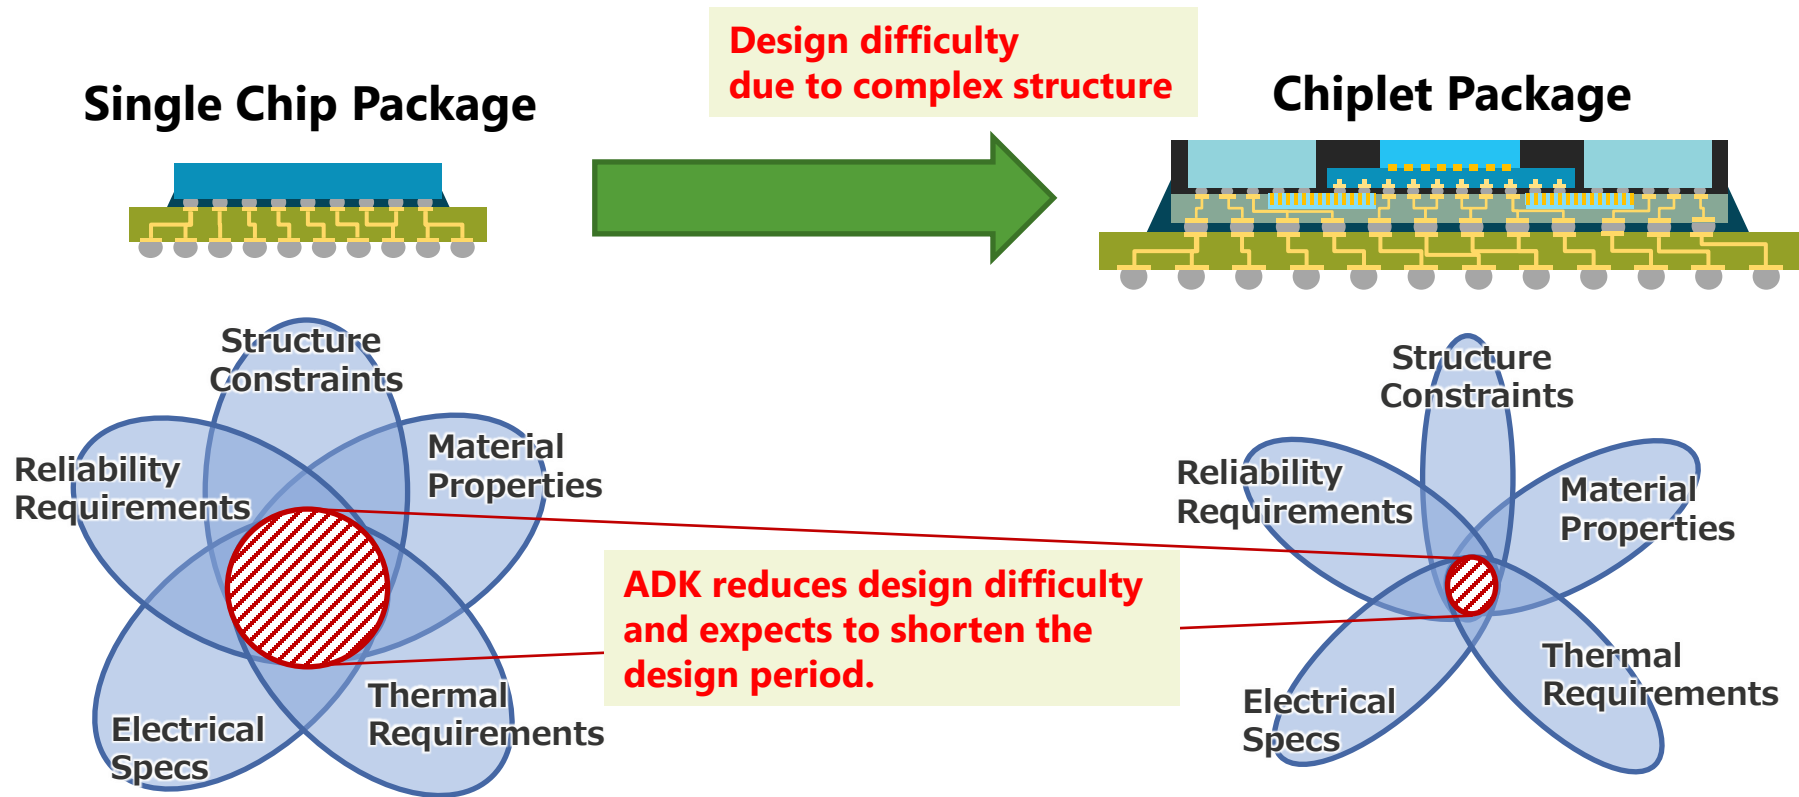 Design difficulty
due to complex structure
Single Chip Package
Chiplet Package
Structure
Constraints
Reliability
Requirements
Material
Properties
Electrical
Specs
Thermal
Requirements
ADK reduces design difficulty
and expects to shorten the
design period.
Structure
Constraints
Reliability
Requirements
Material
Properties
Electrical
Specs
Thermal
Requirements